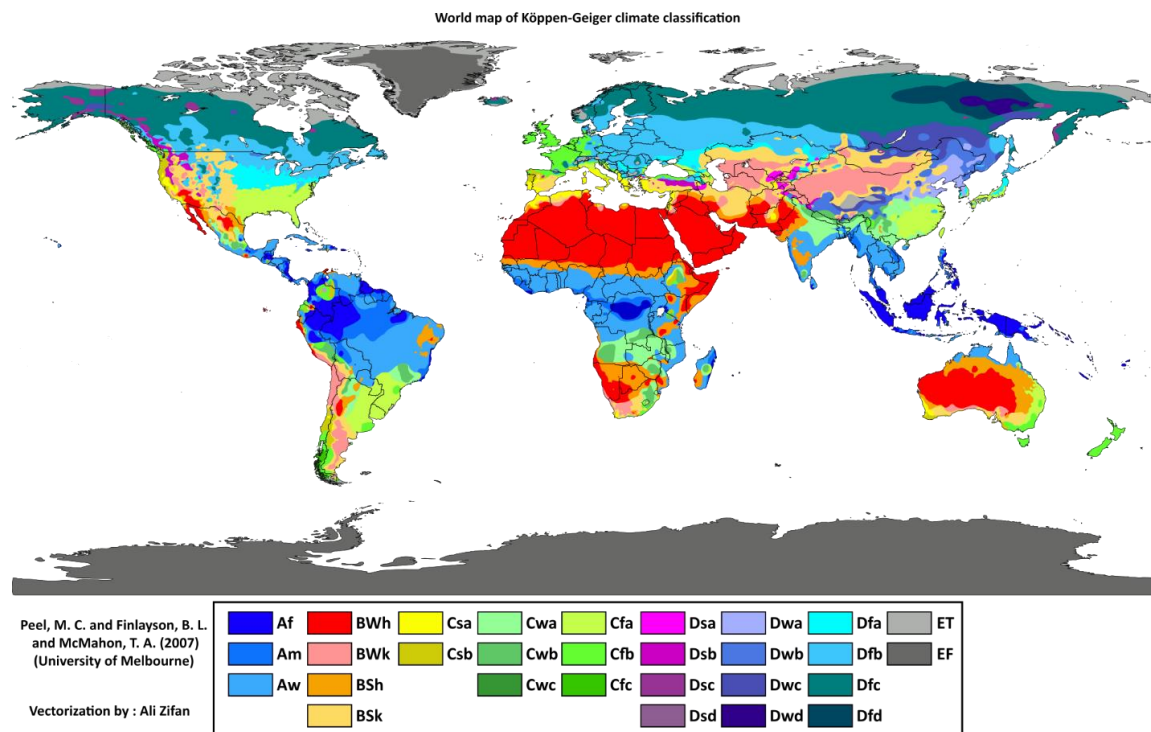 World map of Köppen-Geiger climate classification
Peel, M. C. and Finlayson, B. L.
and McMahon, T. A. (2007)
(University of Melbourne)
Vectorization by : Ali Zifan
Af BWh Csa Cwa Cfa Dsa Dwa Dfa ET
Am BWk Csb Cwb Cfb Dsb Dwb Dfb EF
Aw BSh Cwc Cfc Dsc Dwc Dfc
BSk Dsd Dwd Dfd